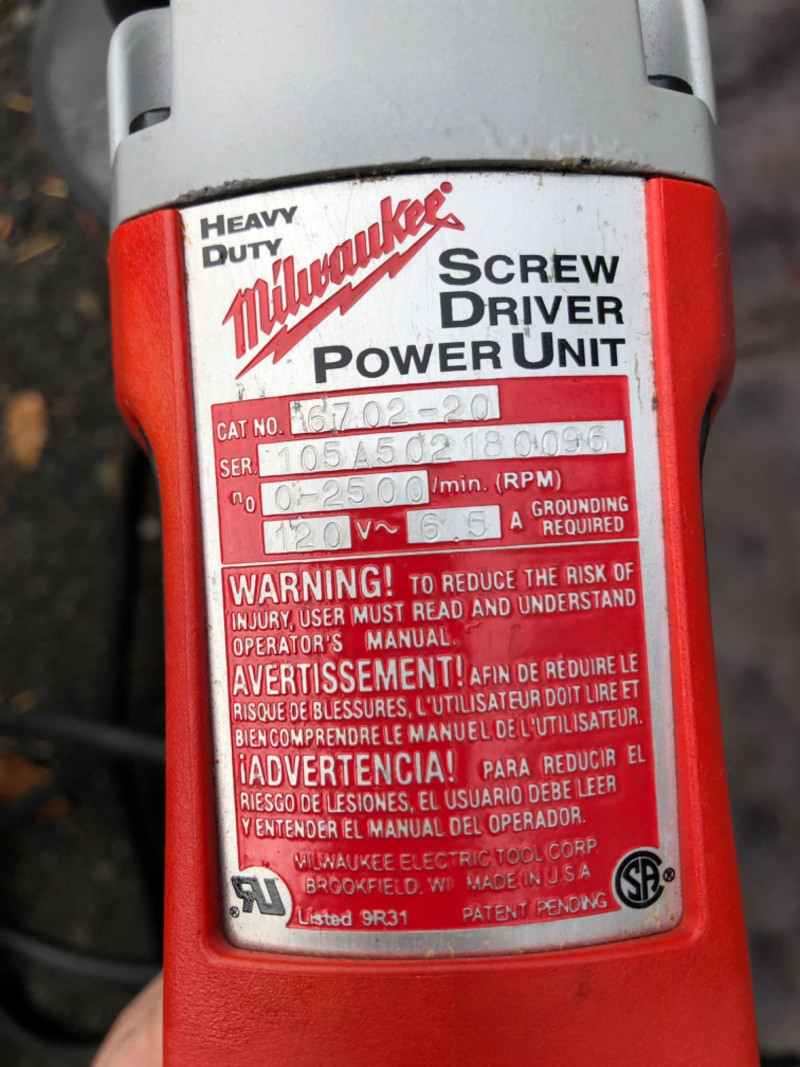 HEAVY
DUTY
Milwaukee®
SCREW
DRIVER
POWER UNIT
CAT NO. 6702-20
SER. 105A502180096
n0 0-2500 /min. (RPM)
120 V~ 6.5 A GROUNDING
REQUIRED
WARNING! TO REDUCE THE RISK OF
INJURY, USER MUST READ AND UNDERSTAND
OPERATOR'S MANUAL.
AVERTISSEMENT! AFIN DE RÉDUIRE LE
RISQUE DE BLESSURES, L'UTILISATEUR DOIT LIRE ET
BIEN COMPRENDRE LE MANUEL DE L'UTILISATEUR.
¡ADVERTENCIA! PARA REDUCIR EL
RIESGO DE LESIONES, EL USUARIO DEBE LEER
Y ENTENDER EL MANUAL DEL OPERADOR.
MILWAUKEE ELECTRIC TOOL CORP.
BROOKFIELD, WI MADE IN U.S.A
Listed 9R31 PATENT PENDING
RU®
SA®